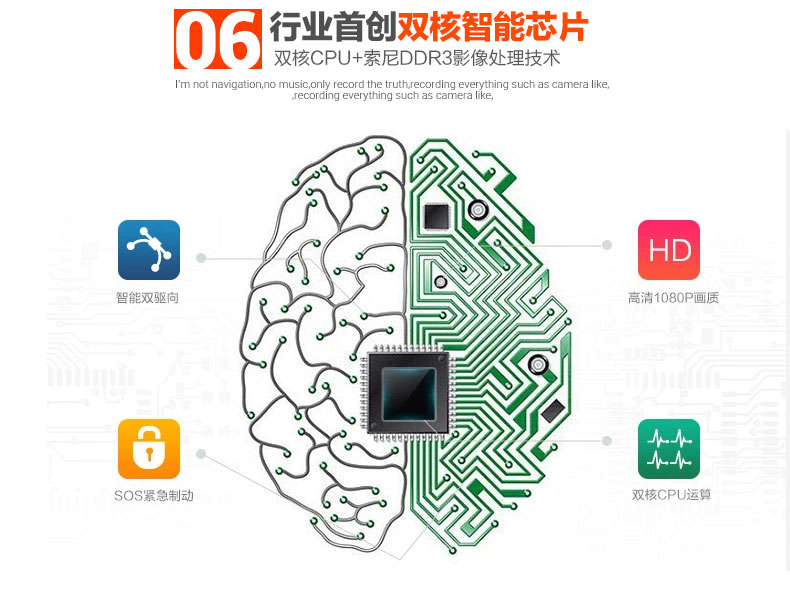 06 行业首创双核智能芯片
双核CPU+索尼DDR3影像处理技术
I'm not navigation,no music,only record the truth,recording everything such as camera like,
,recording everything such as camera like,
智能双驱向
HD
高清1080P画质
SOS紧急制动
双核CPU运算